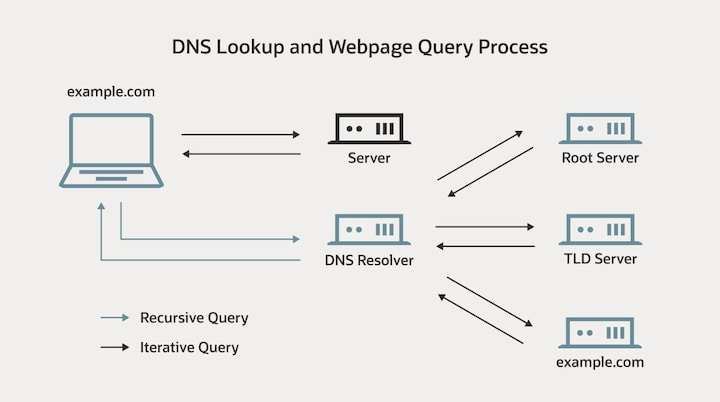 DNS Lookup and Webpage Query Process
example.com
Server
Root Server
DNS Resolver
TLD Server
Recursive Query
Iterative Query
example.com